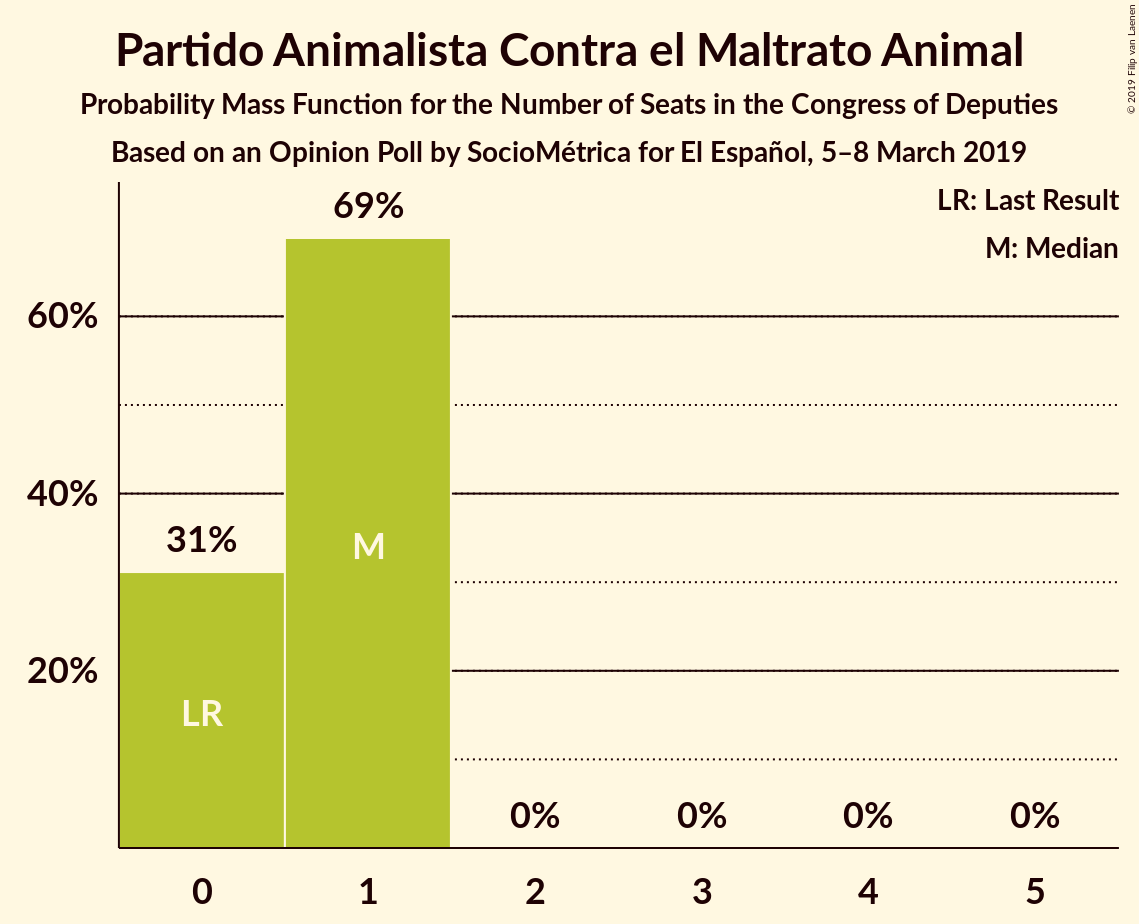 Partido Animalista Contra el Maltrato Animal
Probability Mass Function for the Number of Seats in the Congress of Deputies
Based on an Opinion Poll by SocioMétrica for El Español, 5–8 March 2019
© 2019 Filip van Laenen
LR: Last Result
M: Median
69%
60%
40%
31%
M
20%
LR
0% 0% 0% 0%
0 1 2 3 4 5